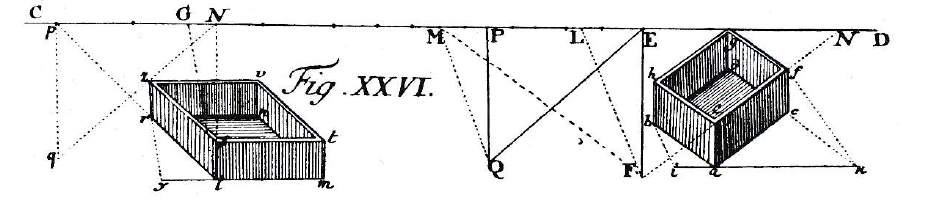 C G N M P L E N D
p
z v Fig. XXVI. h g f
r b c
q Q F
y l m i a n
t